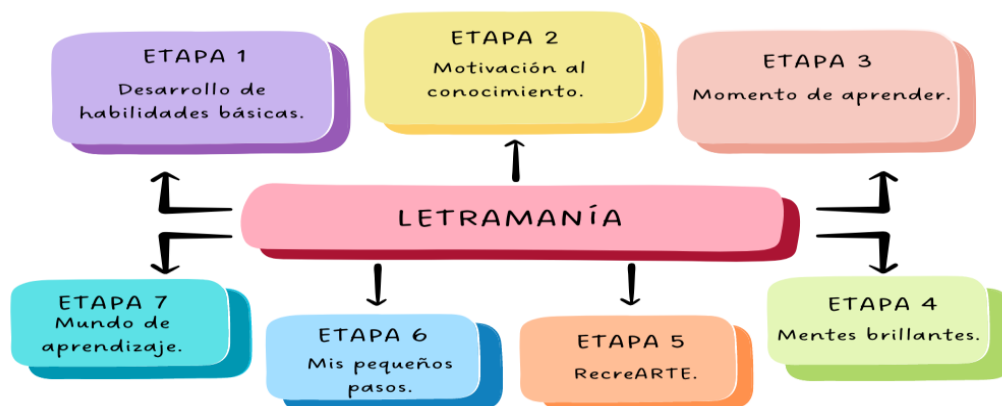 ETAPA 1
Desarrollo de
habilidades básicas.
ETAPA 2
Motivación al
conocimiento.
ETAPA 3
Momento de aprender.
LETRAMANÍA
ETAPA 7
Mundo de
aprendizaje.
ETAPA 6
Mis pequeños
pasos.
ETAPA 5
RecreARTE.
ETAPA 4
Mentes brillantes.